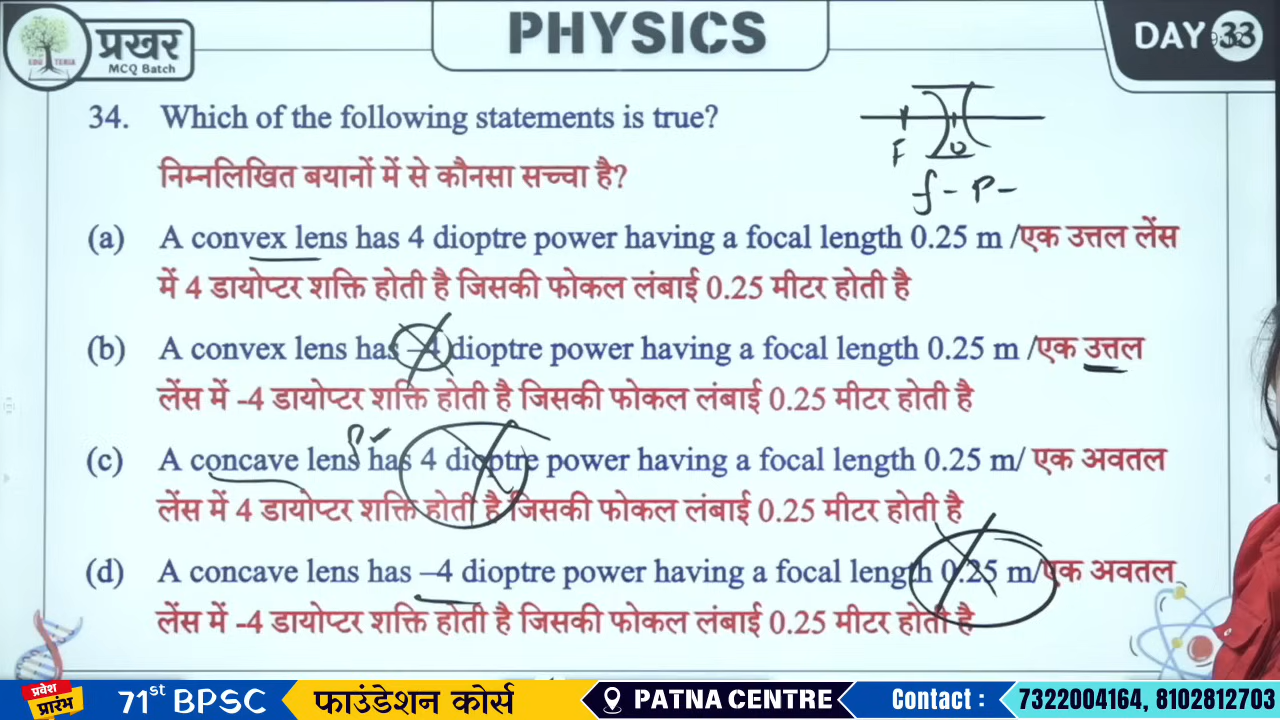 प्रखर
EDU TERIA
MCQ Batch
PHYSICS
DAY 33
34. Which of the following statements is true?
निम्नलिखित बयानों में से कौनसा सच्चा है?
F
f - P -
(a) A convex lens has 4 dioptre power having a focal length 0.25 m /एक उत्तल लेंस
में 4 डायोप्टर शक्ति होती है जिसकी फोकल लंबाई 0.25 मीटर होती है
(b) A convex lens has –4 dioptre power having a focal length 0.25 m /एक उत्तल
लेंस में -4 डायोप्टर शक्ति होती है जिसकी फोकल लंबाई 0.25 मीटर होती है
(c) A concave lens has 4 dioptre power having a focal length 0.25 m/ एक अवतल
लेंस में 4 डायोप्टर शक्ति होती है जिसकी फोकल लंबाई 0.25 मीटर होती है
(d) A concave lens has –4 dioptre power having a focal length 0.25 m/एक अवतल
लेंस में -4 डायोप्टर शक्ति होती है जिसकी फोकल लंबाई 0.25 मीटर होती है
प्रवेश
प्रारंभ
71st BPSC
फाउंडेशन कोर्स
PATNA CENTRE
Contact :
7322004164, 8102812703